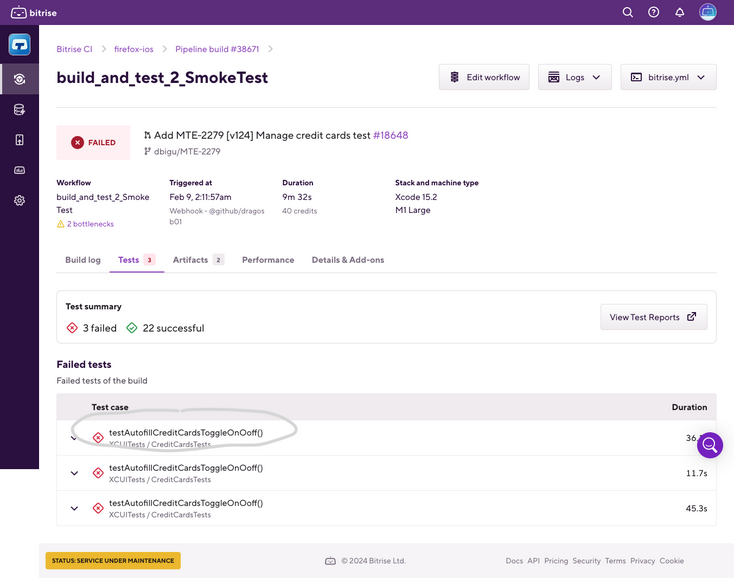 bitrise
Bitrise CI > firefox-ios > Pipeline build #38671 >
build_and_test_2_SmokeTest
Edit workflow
Logs
bitrise.yml
FAILED
Add MTE-2279 [v124] Manage credit cards test #18648
dbigu/MTE-2279
Workflow
build_and_test_2_Smoke
Test
2 bottlenecks
Triggered at
Feb 9, 2:11:57am
Webhook - @github/dragos
b01
Duration
9m 32s
40 credits
Stack and machine type
Xcode 15.2
M1 Large
Build log
Tests 3
Artifacts 2
Performance
Details & Add-ons
Test summary
3 failed 22 successful
View Test Reports
Failed tests
Failed tests of the build
Test case Duration
testAutofillCreditCardsToggleOnOoff()
XCUITests / CreditCardsTests
36.
testAutofillCreditCardsToggleOnOoff()
XCUITests / CreditCardsTests
11.7s
testAutofillCreditCardsToggleOnOoff()
XCUITests / CreditCardsTests
45.3s
STATUS: SERVICE UNDER MAINTENANCE
© 2024 Bitrise Ltd.
Docs API Pricing Security Terms Privacy Cookie